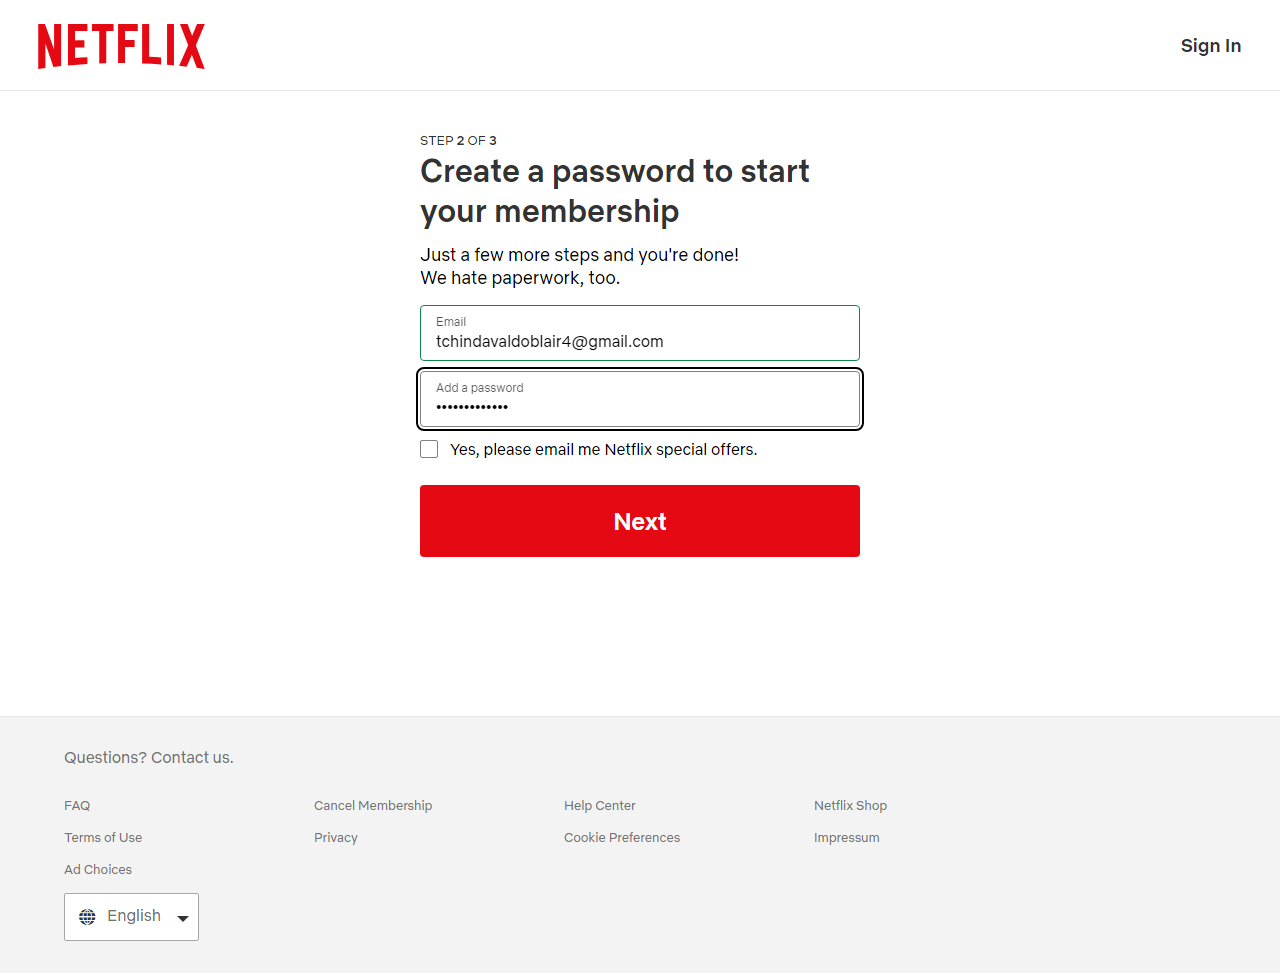 NETFLIX
Sign In
STEP 2 OF 3
Create a password to start
your membership
Just a few more steps and you're done!
We hate paperwork, too.
Email
tchindavaldoblair4@gmail.com
Add a password
•••••••••••••
Yes, please email me Netflix special offers.
Next
Questions? Contact us.
FAQ
Cancel Membership
Help Center
Netflix Shop
Terms of Use
Privacy
Cookie Preferences
Impressum
Ad Choices
English